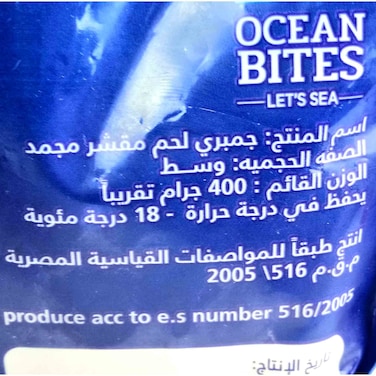 OCEAN
BITES
LET'S SEA
اسم المنتج: جمبري لحم مقشر مجمد
الصفه الحجميه: وسط
الوزن القائم : 400 جرام تقريباً
يحفظ في درجة حرارة - 18 درجة مئوية
انتج طبقاً للمواصفات القياسية المصرية
م.ق.م 516\ 2005
produce acc to e.s number 516/2005
تاريخ الإنتاج: